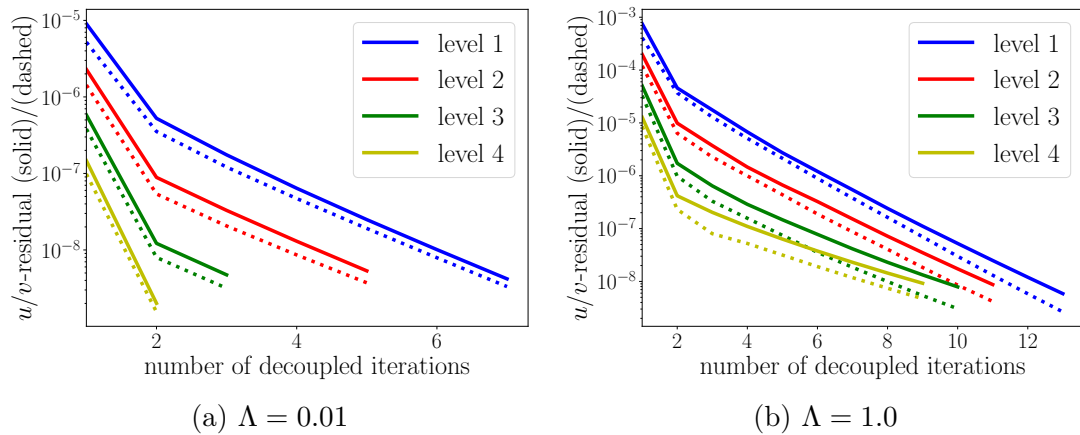 u/v-residual (solid)/(dashed)
10⁻⁵
10⁻⁶
10⁻⁷
10⁻⁸
level 1
level 2
level 3
level 4
2 4 6
number of decoupled iterations
(a) Λ = 0.01
u/v-residual (solid)/(dashed)
10⁻³
10⁻⁴
10⁻⁵
10⁻⁶
10⁻⁷
10⁻⁸
level 1
level 2
level 3
level 4
2 4 6 8 10 12
number of decoupled iterations
(b) Λ = 1.0